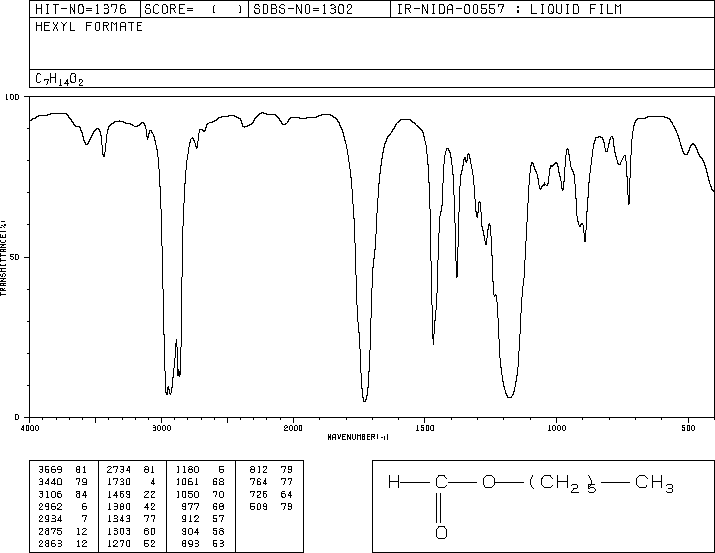 HIT-NO=1376 SCORE= ( ) SDBS-NO=1302 IR-NIDA-00557 : LIQUID FILM
HEXYL FORMATE
C7H14O2
100
50
0
TRANSMITTANCE(%)
4000 3000 2000 1500 1000 500
WAVENUMBER(-1)
3569 81 2734 81 1180 5 812 79
3440 79 1730 4 1061 68 764 77
3106 84 1469 22 1050 70 726 64
2962 6 1380 42 977 68 509 79
2934 7 1343 77 912 57
2875 12 1303 60 904 58
2863 12 1270 52 893 53
H C O (CH2)5 CH3
O